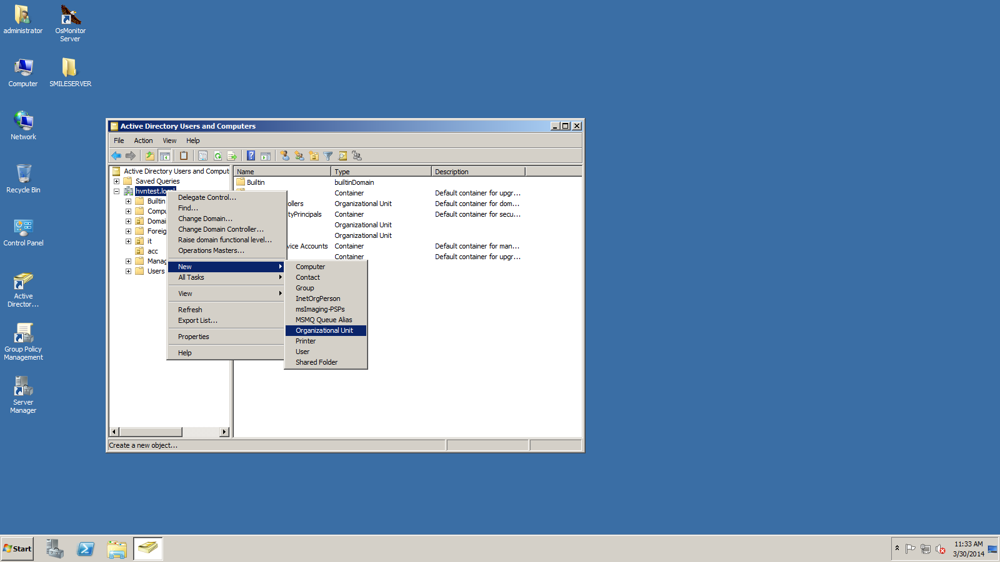 administrator
OsMonitor
Server
Computer
SMILESERVER
Network
Recycle Bin
Control Panel
Active
Director...
Group Policy
Management
Server
Manager
Active Directory Users and Computers
File Action View Help
Active Directory Users and Comput
Saved Queries
hvntest.local
Builtin
Compu
Domai
Foreig
it
acc
Manag
Users
Name Type Description
Builtin builtinDomain
Container Default container for upgr...
ollers Organizational Unit Default container for dom...
tyPrincipals Container Default container for secu...
Organizational Unit
Organizational Unit
vice Accounts Container Default container for man...
Container Default container for upgr...
Delegate Control...
Find...
Change Domain...
Change Domain Controller...
Raise domain functional level...
Operations Masters...
New
All Tasks
View
Refresh
Export List...
Properties
Help
Computer
Contact
Group
InetOrgPerson
msImaging-PSPs
MSMQ Queue Alias
Organizational Unit
Printer
User
Shared Folder
Create a new object...
Start
11:33 AM
3/30/2014